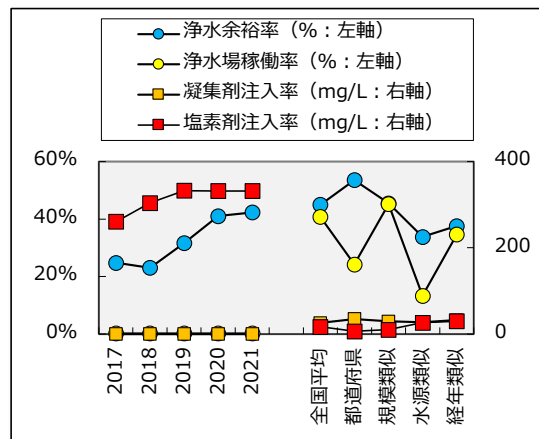 浄水余裕率（%：左軸）
浄水場稼働率（%：左軸）
凝集剤注入率（mg/L：右軸）
塩素剤注入率（mg/L：右軸）
60%
40%
20%
0%
400
200
0
2017
2018
2019
2020
2021
全国平均
都道府県
規模類似
水源類似
経年類似